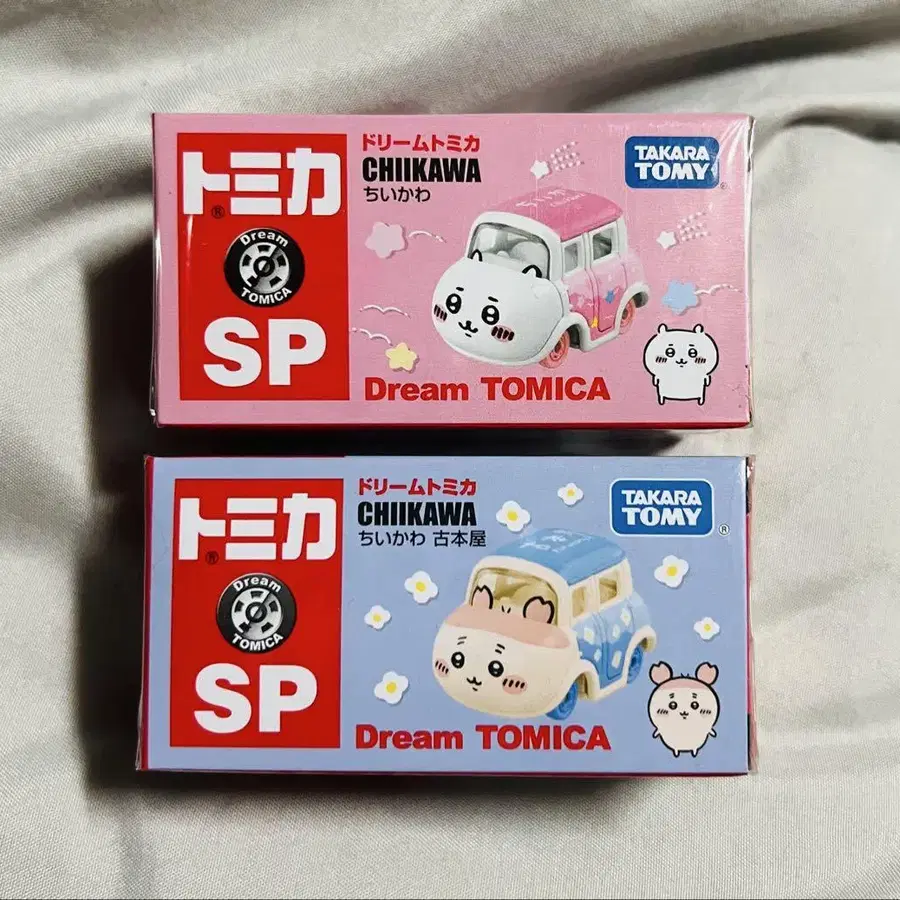 トミカ
®
Dream
TOMICA
SP
ドリームトミカ
CHIIKAWA
ちいかわ
TAKARA
TOMY
®
Dream TOMICA
トミカ
®
Dream
TOMICA
SP
ドリームトミカ
CHIIKAWA
ちいかわ 古本屋
TAKARA
TOMY
®
Dream TOMICA